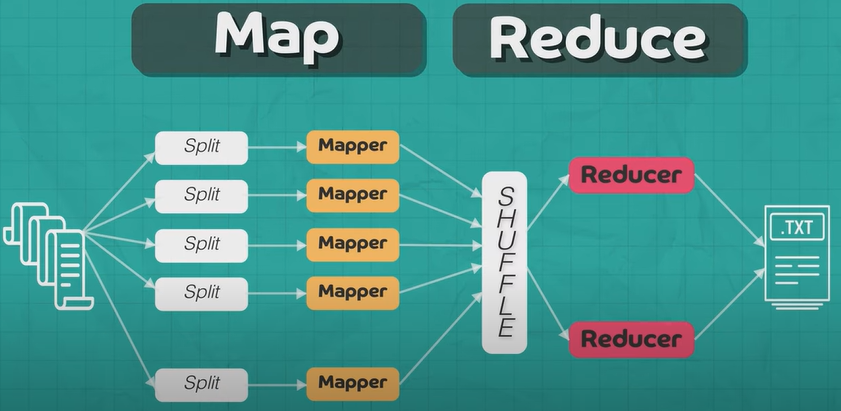 Map
Reduce
Split
Mapper
Split
Mapper
Split
Mapper
Split
Mapper
Split
Mapper
SHUFFLE
Reducer
Reducer
.TXT